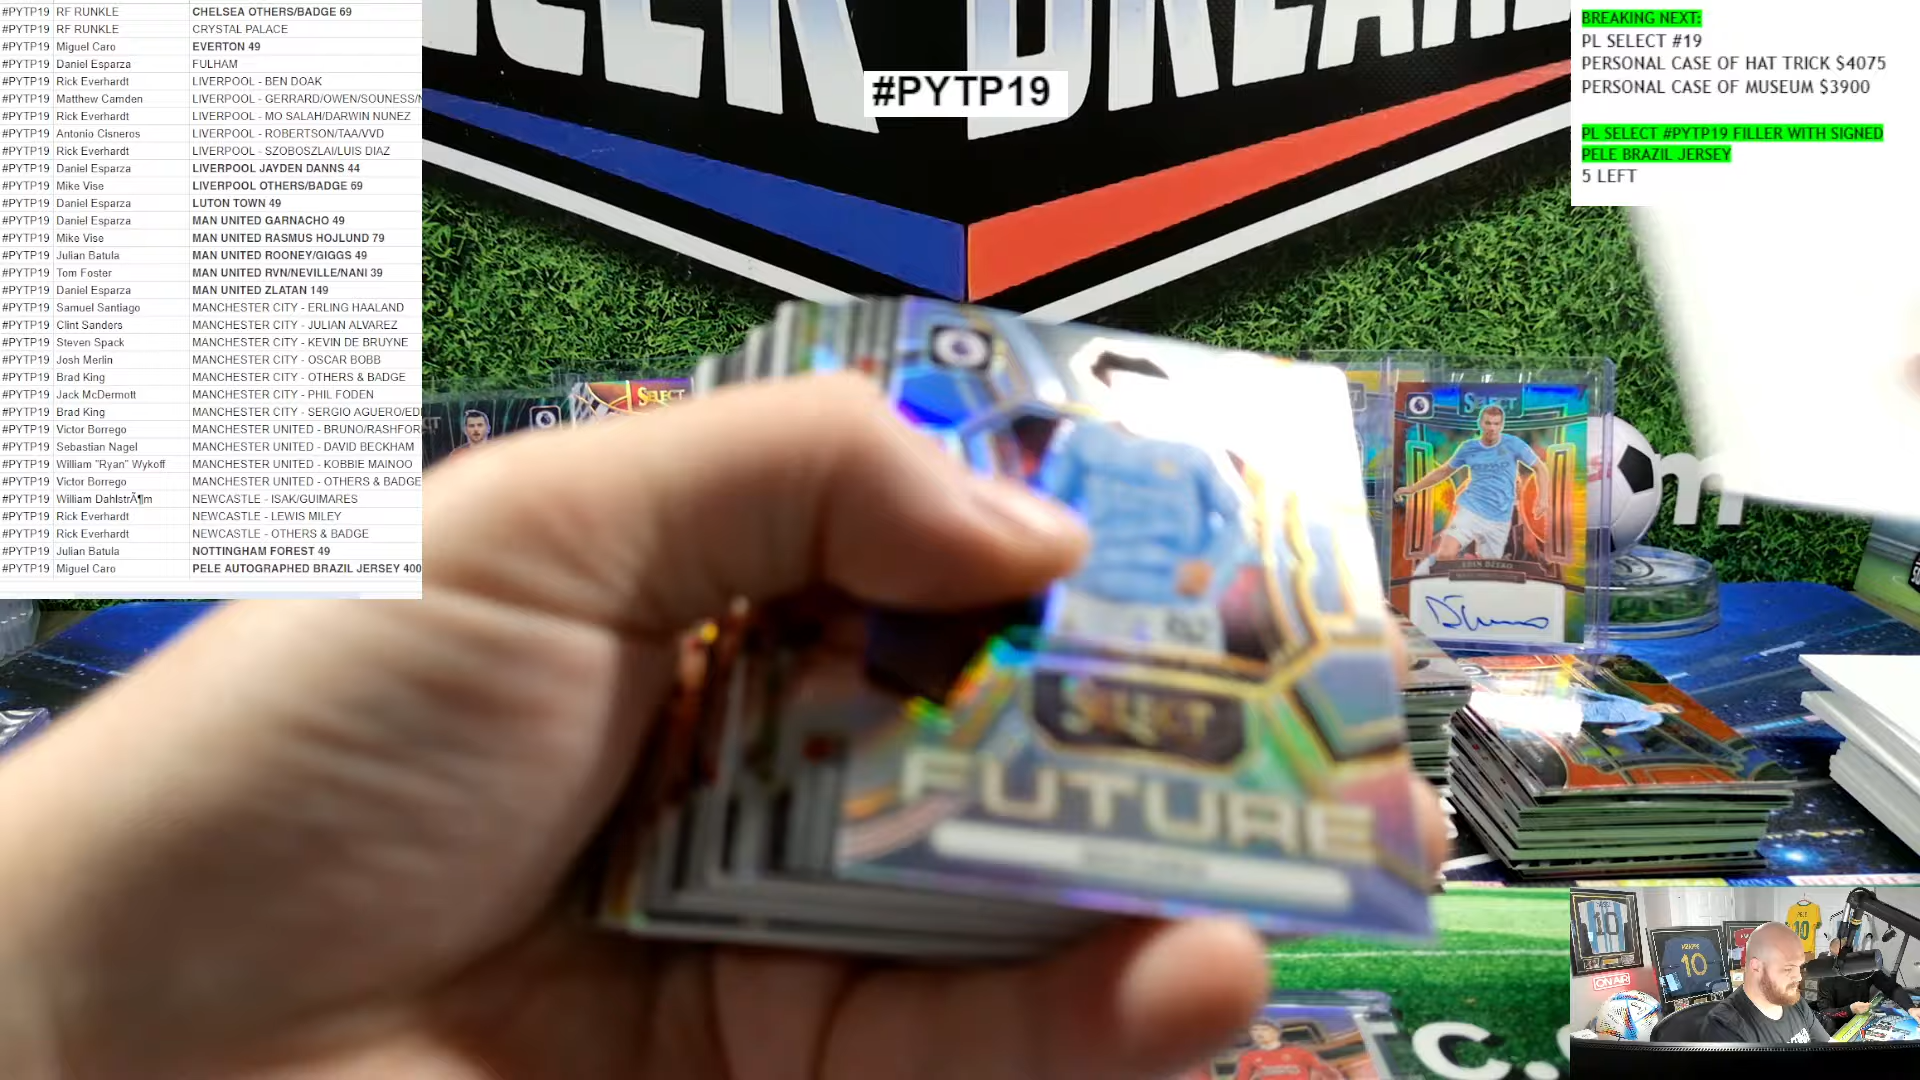 #PYTP19 RF RUNKLE CHELSEA OTHERS/BADGE 69
#PYTP19 RF RUNKLE CRYSTAL PALACE
#PYTP19 Miguel Caro EVERTON 49
#PYTP19 Daniel Esparza FULHAM
#PYTP19 Rick Everhardt LIVERPOOL - BEN DOAK
#PYTP19 Matthew Camden LIVERPOOL - GERRARD/OWEN/SOUNESS/
#PYTP19 Rick Everhardt LIVERPOOL - MO SALAH/DARWIN NUNEZ
#PYTP19 Antonio Cisneros LIVERPOOL - ROBERTSON/TAA/VVD
#PYTP19 Rick Everhardt LIVERPOOL - SZOBOSZLAI/LUIS DIAZ
#PYTP19 Daniel Esparza LIVERPOOL JAYDEN DANNS 44
#PYTP19 Mike Vise LIVERPOOL OTHERS/BADGE 69
#PYTP19 Daniel Esparza LUTON TOWN 49
#PYTP19 Daniel Esparza MAN UNITED GARNACHO 49
#PYTP19 Mike Vise MAN UNITED RASMUS HOJLUND 79
#PYTP19 Julian Batula MAN UNITED ROONEY/GIGGS 49
#PYTP19 Tom Foster MAN UNITED RVN/NEVILLE/NANI 39
#PYTP19 Daniel Esparza MAN UNITED ZLATAN 149
#PYTP19 Samuel Santiago MANCHESTER CITY - ERLING HAALAND
#PYTP19 Clint Sanders MANCHESTER CITY - JULIAN ALVAREZ
#PYTP19 Steven Spack MANCHESTER CITY - KEVIN DE BRUYNE
#PYTP19 Josh Merlin MANCHESTER CITY - OSCAR BOBB
#PYTP19 Brad King MANCHESTER CITY - OTHERS & BADGE
#PYTP19 Jack McDermott MANCHESTER CITY - PHIL FODEN
#PYTP19 Brad King MANCHESTER CITY - SERGIO AGUERO/EDI
#PYTP19 Victor Borrego MANCHESTER UNITED - BRUNO/RASHFOR
#PYTP19 Sebastian Nagel MANCHESTER UNITED - DAVID BECKHAM
#PYTP19 William "Ryan" Wykoff MANCHESTER UNITED - KOBBIE MAINOO
#PYTP19 Victor Borrego MANCHESTER UNITED - OTHERS & BADGE
#PYTP19 William DahlstrÃ¶m NEWCASTLE - ISAK/GUIMARES
#PYTP19 Rick Everhardt NEWCASTLE - LEWIS MILEY
#PYTP19 Rick Everhardt NEWCASTLE - OTHERS & BADGE
#PYTP19 Julian Batula NOTTINGHAM FOREST 49
#PYTP19 Miguel Caro PELE AUTOGRAPHED BRAZIL JERSEY 400
#PYTP19
BREAKING NEXT:
PL SELECT #19
PERSONAL CASE OF HAT TRICK $4075
PERSONAL CASE OF MUSEUM $3900
PL SELECT #PYTP19 FILLER WITH SIGNED
PELE BRAZIL JERSEY
5 LEFT
SELECT
SELECT
EDIN DZEKO
SELECT
FUTURE
10
10
10
ON AIR